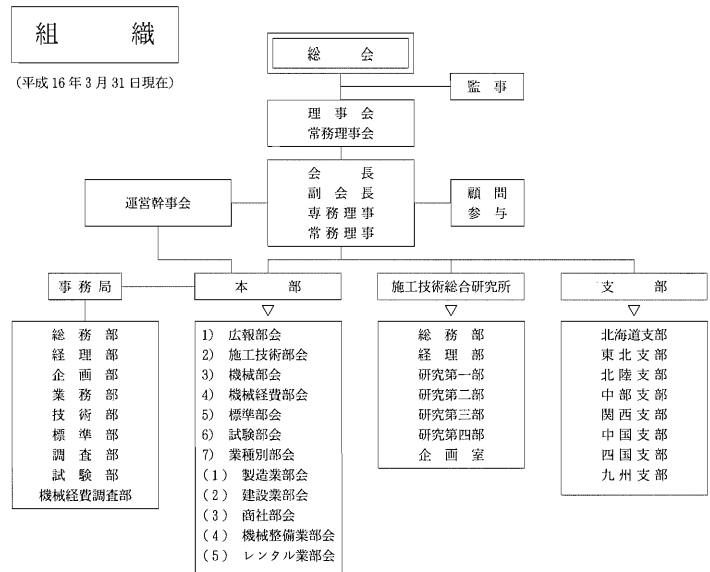 組織
(平成16年3月31日現在)
総会
監事
理事会
常務理事会
会長
副会長
専務理事
常務理事
運営幹事会
顧問
参与
事務局
総務部
経理部
企画部
業務部
技術部
標準部
調査部
試験部
機械経費調査部
本部
1) 広報部会
2) 施工技術部会
3) 機械部会
4) 機械経費部会
5) 標準部会
6) 試験部会
7) 業種別部会
(1) 製造業部会
(2) 建設業部会
(3) 商社部会
(4) 機械整備業部会
(5) レンタル業部会
施工技術総合研究所
総務部
経理部
研究第一部
研究第二部
研究第三部
研究第四部
企画室
支部
北海道支部
東北支部
北陸支部
中部支部
関西支部
中国支部
四国支部
九州支部